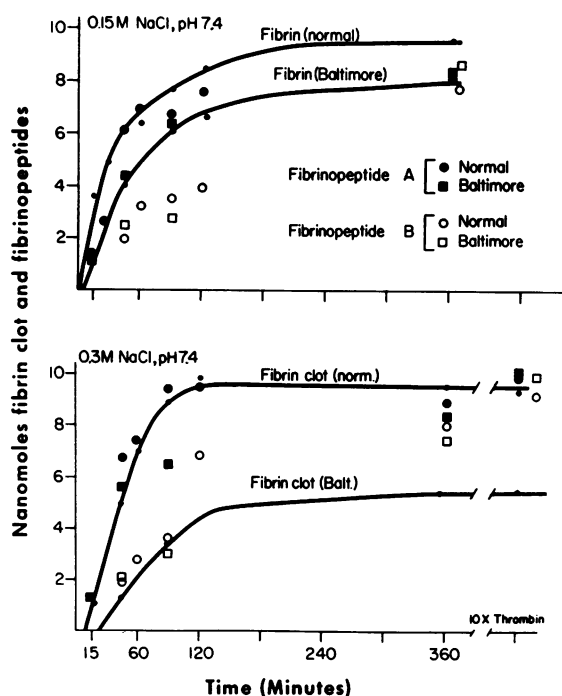 0.15M NaCl, pH 7.4
10
8
6
4
2
Fibrin (normal)
Fibrin (Baltimore)
Fibrinopeptide A
Normal
Baltimore
Fibrinopeptide B
Normal
Baltimore
Nanomoles fibrin clot and fibrinopeptides
0.3M NaCl, pH7.4
10
8
6
4
2
Fibrin clot (norm.)
Fibrin clot (Balt.)
10X Thrombin
15 60 120 240 360
Time (Minutes)